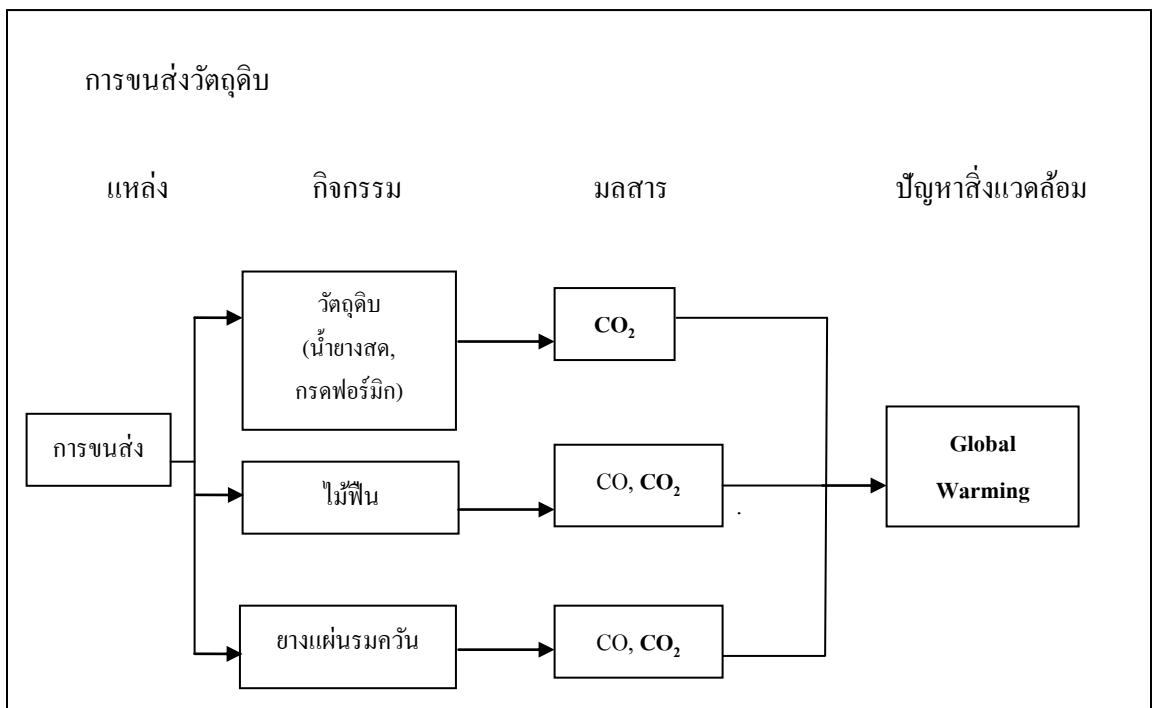 การขนส่งวัตถุดิบ
แหล่ง กิจกรรม มลสาร ปัญหาสิ่งแวดล้อม
วัตถุดิบ
(น้ำยางสด,
กรดฟอร์มิก)
CO₂
การขนส่ง
ไม้ฟืน
CO, CO₂
Global
Warming
ยางแผ่นรมควัน
CO, CO₂